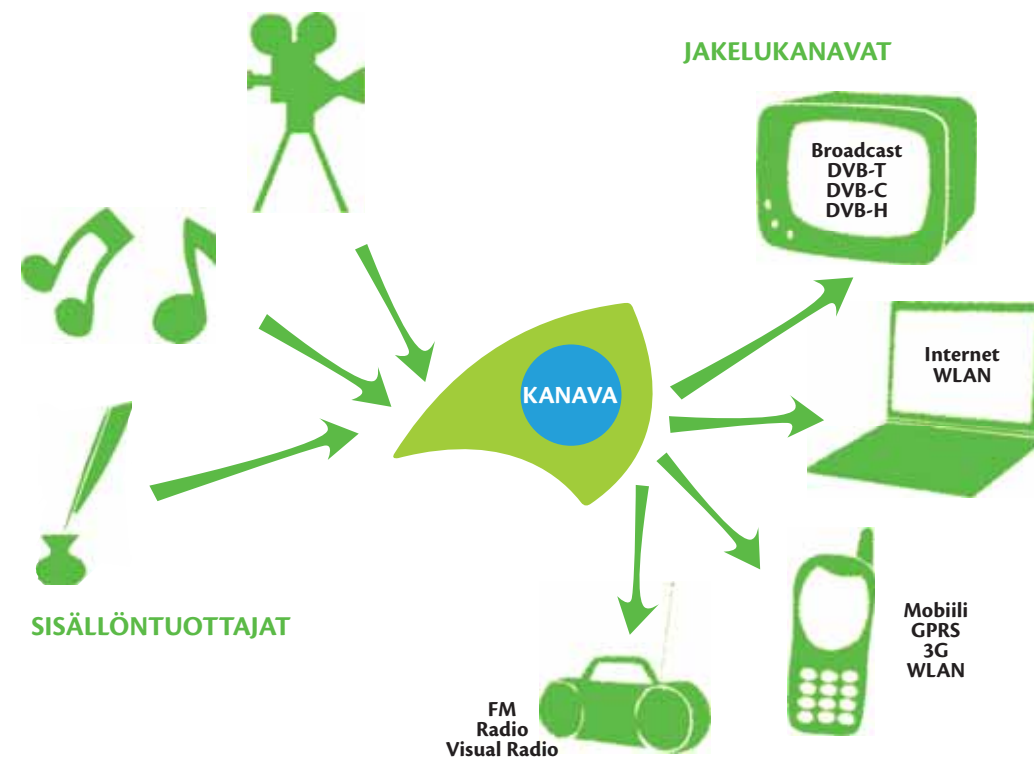 JAKELUKANAVAT
Broadcast
DVB-T
DVB-C
DVB-H
Internet
WLAN
KANAVA
SISÄLLÖNTUOTTAJAT
Mobiili
GPRS
3G
WLAN
FM
Radio
Visual Radio